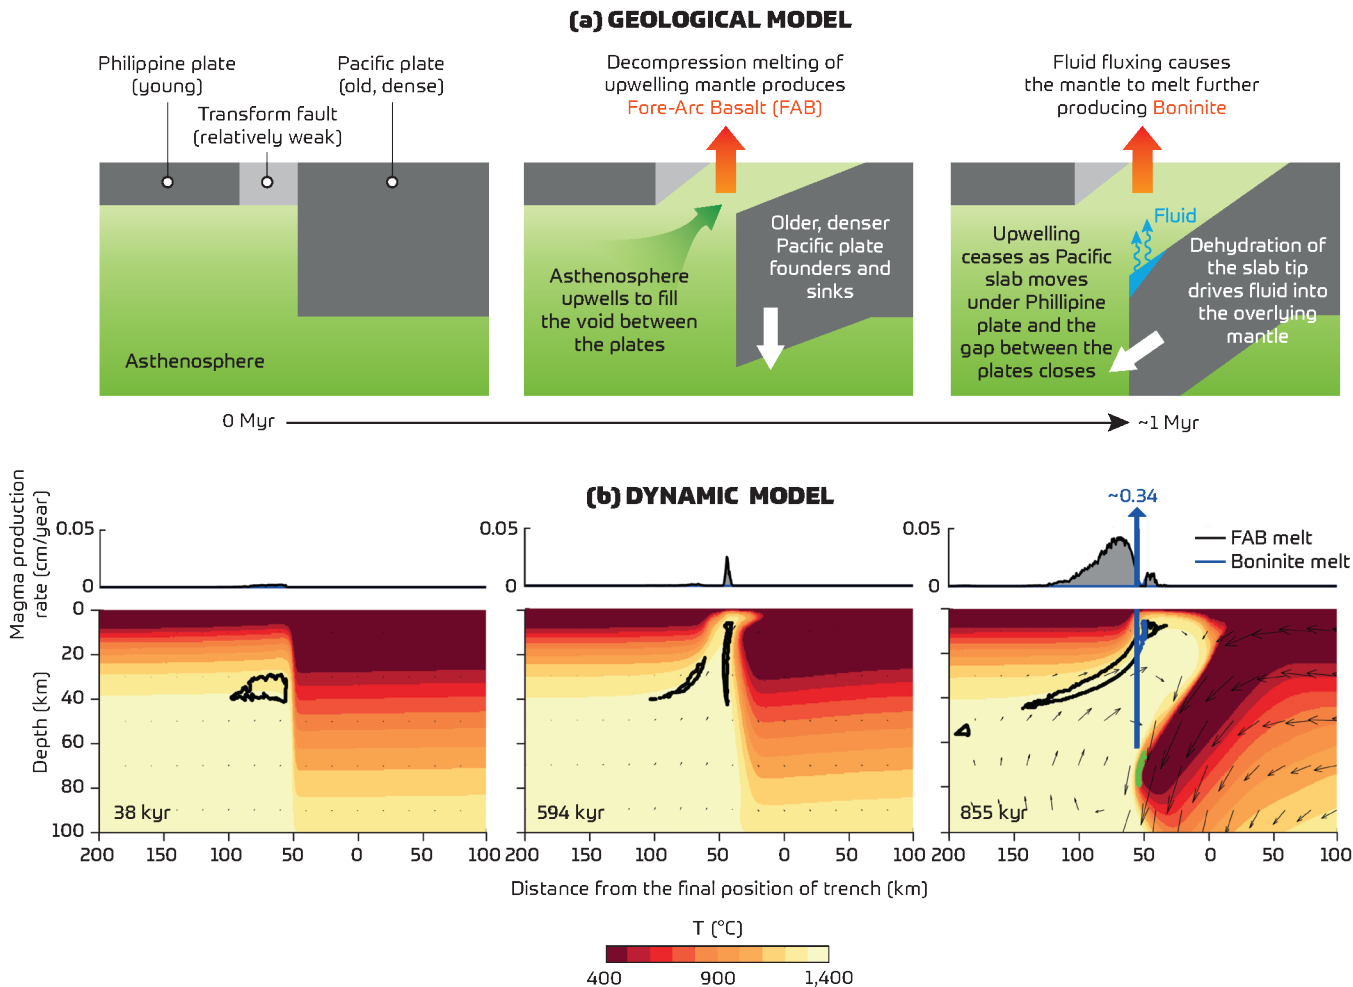 (a) GEOLOGICAL MODEL
Philippine plate
(young)
Transform fault
(relatively weak)
Pacific plate
(old, dense)
Asthenosphere
Decompression melting of
upwelling mantle produces
Fore-Arc Basalt (FAB)
Asthenosphere
upwells to fill
the void between
the plates
Older, denser
Pacific plate
founders and
sinks
Fluid fluxing causes
the mantle to melt further
producing Boninite
Fluid
Upwelling
ceases as Pacific
slab moves
under Phillipine
plate and the
gap between the
plates closes
Dehydration of
the slab tip
drives fluid into
the overlying
mantle
0 Myr
~1 Myr
(b) DYNAMIC MODEL
Magma production
rate (cm/year)
0.05
0
0.05
0
0.05
0
~0.34
FAB melt
Boninite melt
Depth (km)
0
20
40
60
80
100
38 kyr
594 kyr
855 kyr
200 150 100 50 0 50 100
200 150 100 50 0 50 100
200 150 100 50 0 50 100
Distance from the final position of trench (km)
T (°C)
400 900 1,400